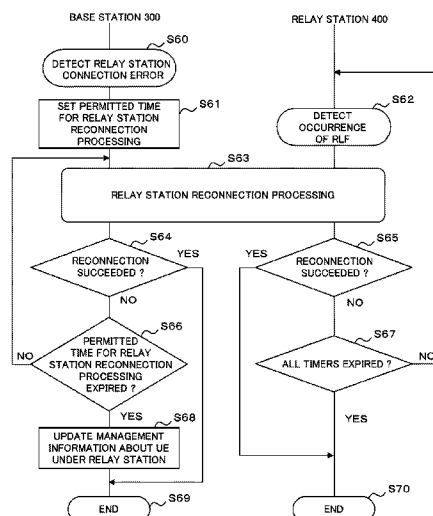 BASE STATION 300
RELAY STATION 400
S60
DETECT RELAY STATION
CONNECTION ERROR
S61
SET PERMITTED TIME
FOR RELAY STATION
RECONNECTION
PROCESSING
S62
DETECT
OCCURRENCE
OF RLF
S63
RELAY STATION RECONNECTION PROCESSING
S64
RECONNECTION
SUCCEEDED ?
YES
NO
S65
RECONNECTION
SUCCEEDED ?
YES
NO
S66
PERMITTED
TIME FOR RELAY
STATION RECONNECTION
PROCESSING
EXPIRED ?
NO
YES
S67
ALL TIMERS EXPIRED ?
NO
YES
S68
UPDATE MANAGEMENT
INFORMATION ABOUT UE
UNDER RELAY STATION
END
S69
END
S70